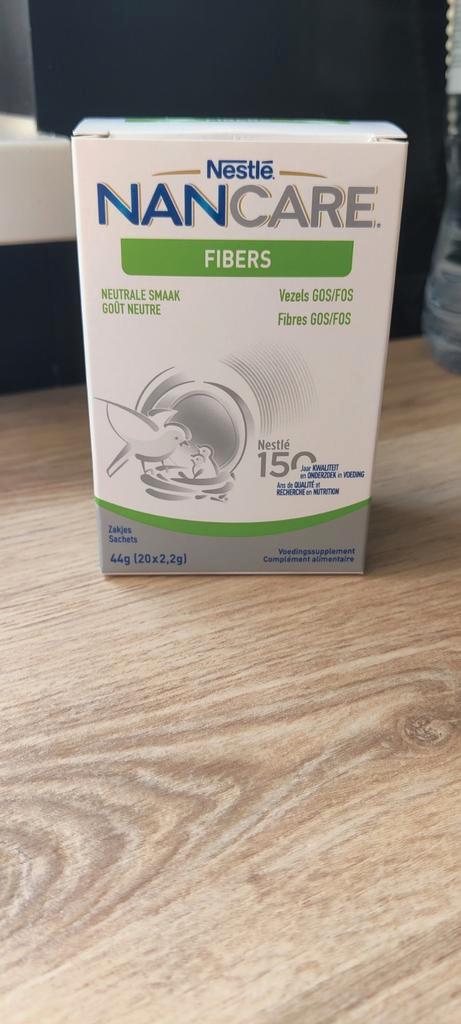 Nestlé
NANCARE
FIBERS
NEUTRALE SMAAK
GOÛT NEUTRE
Vezels GOS/FOS
Fibres GOS/FOS
Nestlé
150
Jaar KWALITEIT
en ONDERZOEK in VOEDING
Ans de QUALITÉ et
RECHERCHE en NUTRITION
Zakjes
Sachets
44g (20x2,2g)
Voedingssupplement
Complément alimentaire